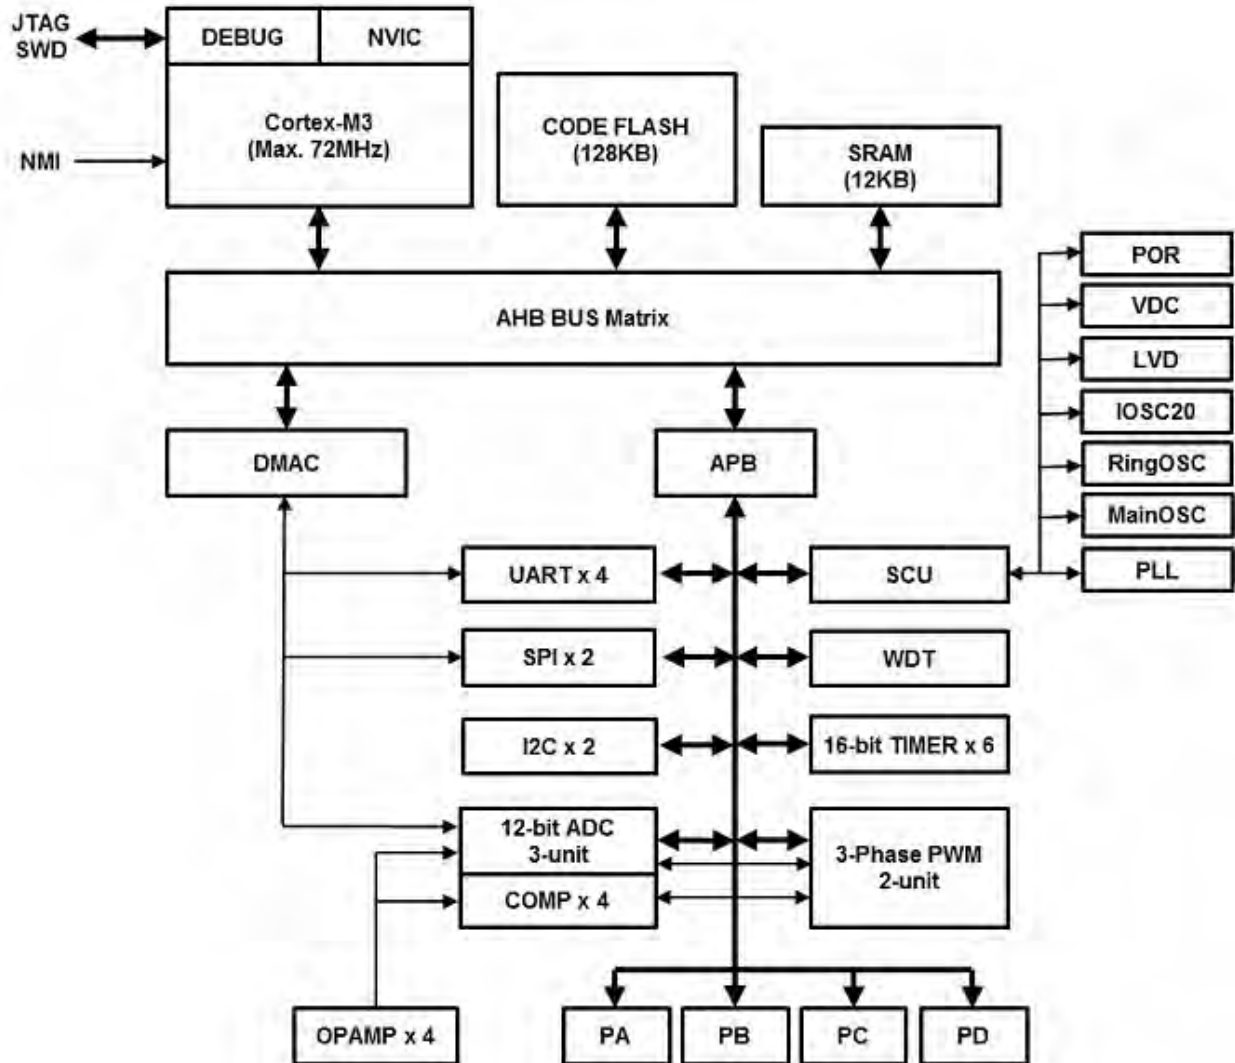 JTAG
SWD
DEBUG
NVIC
NMI
Cortex-M3
(Max. 72MHz)
CODE FLASH
(128KB)
SRAM
(12KB)
AHB BUS Matrix
POR
VDC
LVD
IOSC20
RingOSC
MainOSC
PLL
DMAC
APB
UART x 4
SCU
SPI x 2
WDT
I2C x 2
16-bit TIMER x 6
12-bit ADC
3-unit
COMP x 4
3-Phase PWM
2-unit
OPAMP x 4
PA
PB
PC
PD